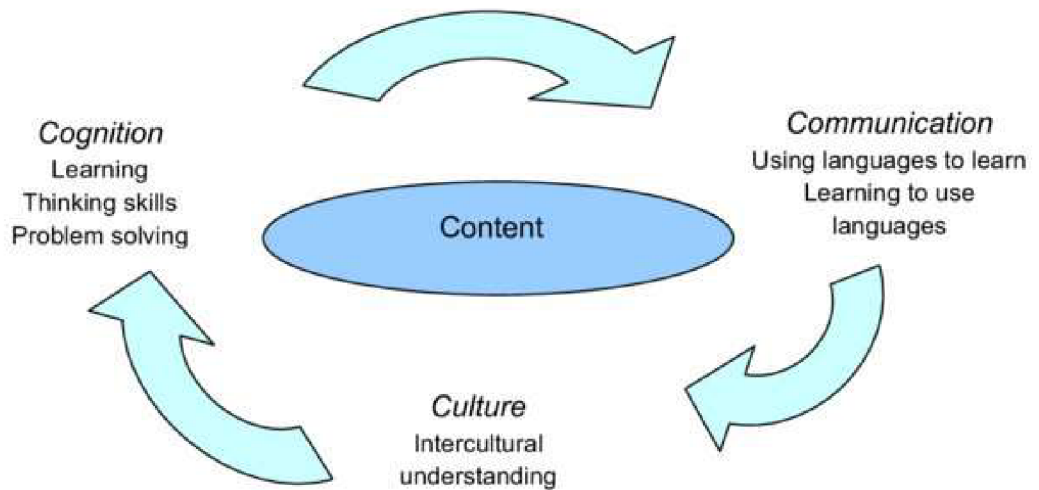 Cognition
Learning
Thinking skills
Problem solving
Communication
Using languages to learn
Learning to use
languages
Content
Culture
Intercultural
understanding